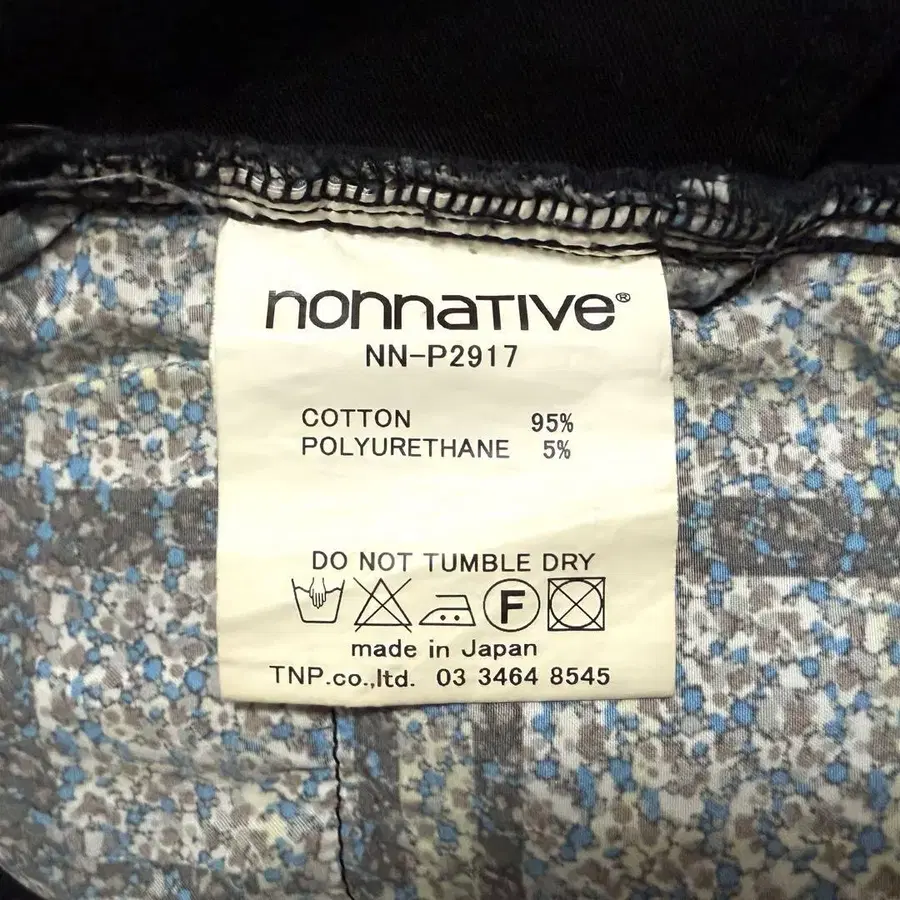 nonnative®
NN-P2917
COTTON 95%
POLYURETHANE 5%
DO NOT TUMBLE DRY
F
made in Japan
TNP.co.,ltd. 03 3464 8545